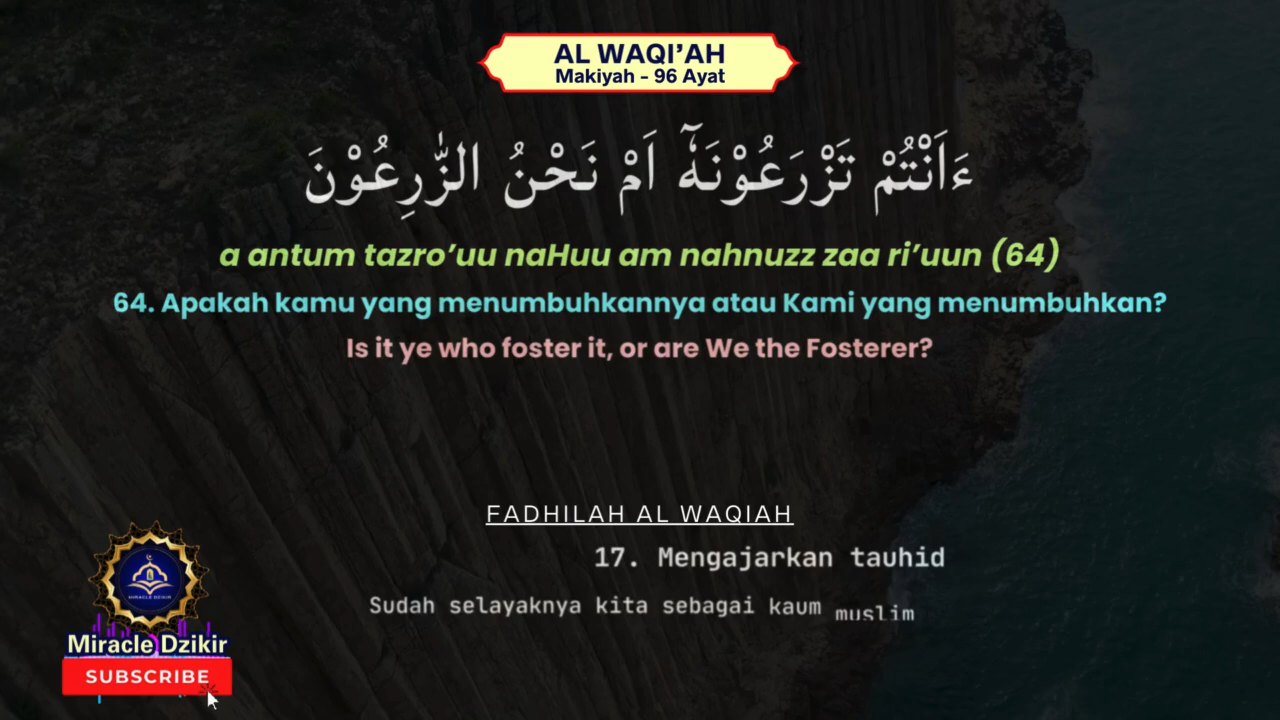 AL WAQI’AH
Makiyah - 96 Ayat
ءَاَنْتُمْ تَزْرَعُوْنَهٗٓ اَمْ نَحْنُ الزّٰرِعُوْنَ
a antum tazro’uu naHuu am nahnuzz zaa ri’uun (64)
64. Apakah kamu yang menumbuhkannya atau Kami yang menumbuhkan?
Is it ye who foster it, or are We the Fosterer?
FADHILAH AL WAQIAH
17. Mengajarkan tauhid
Sudah selayaknya kita sebagai kaum muslim
MIRACLE DZIKIR
Miracle Dzikir
SUBSCRIBE